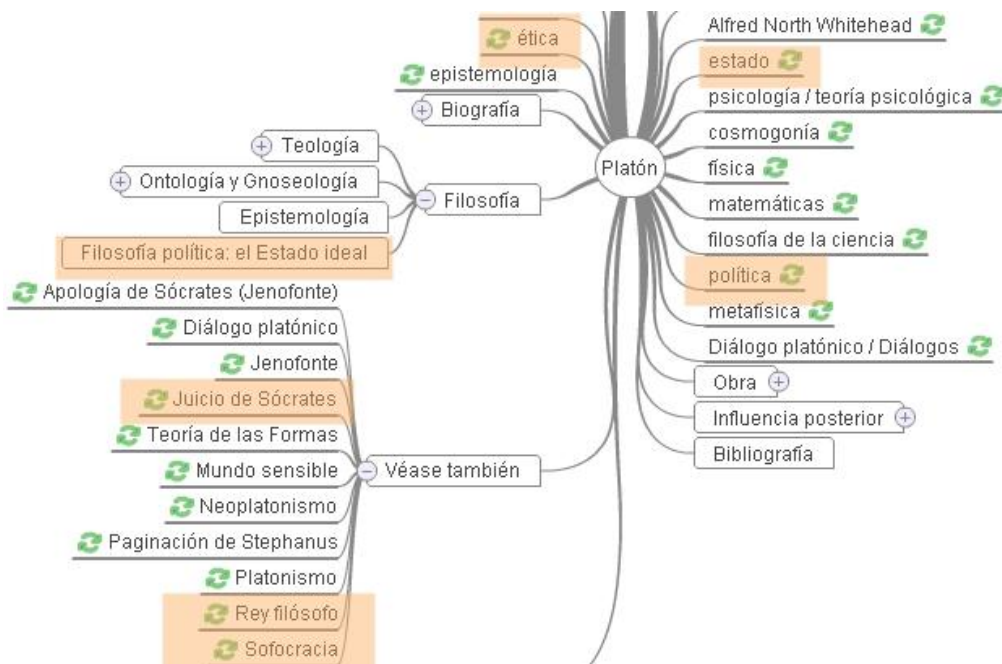 ética
epistemología
Biografía
Teología
Ontología y Gnoseología
Epistemología
Filosofía política: el Estado ideal
Filosofía
Apología de Sócrates (Jenofonte)
Diálogo platónico
Jenofonte
Juicio de Sócrates
Teoría de las Formas
Mundo sensible
Neoplatonismo
Paginación de Stephanus
Platonismo
Rey filósofo
Sofocracia
Véase también
Platón
Alfred North Whitehead
estado
psicología / teoría psicológica
cosmogonía
física
matemáticas
filosofía de la ciencia
política
metafísica
Diálogo platónico / Diálogos
Obra
Influencia posterior
Bibliografía